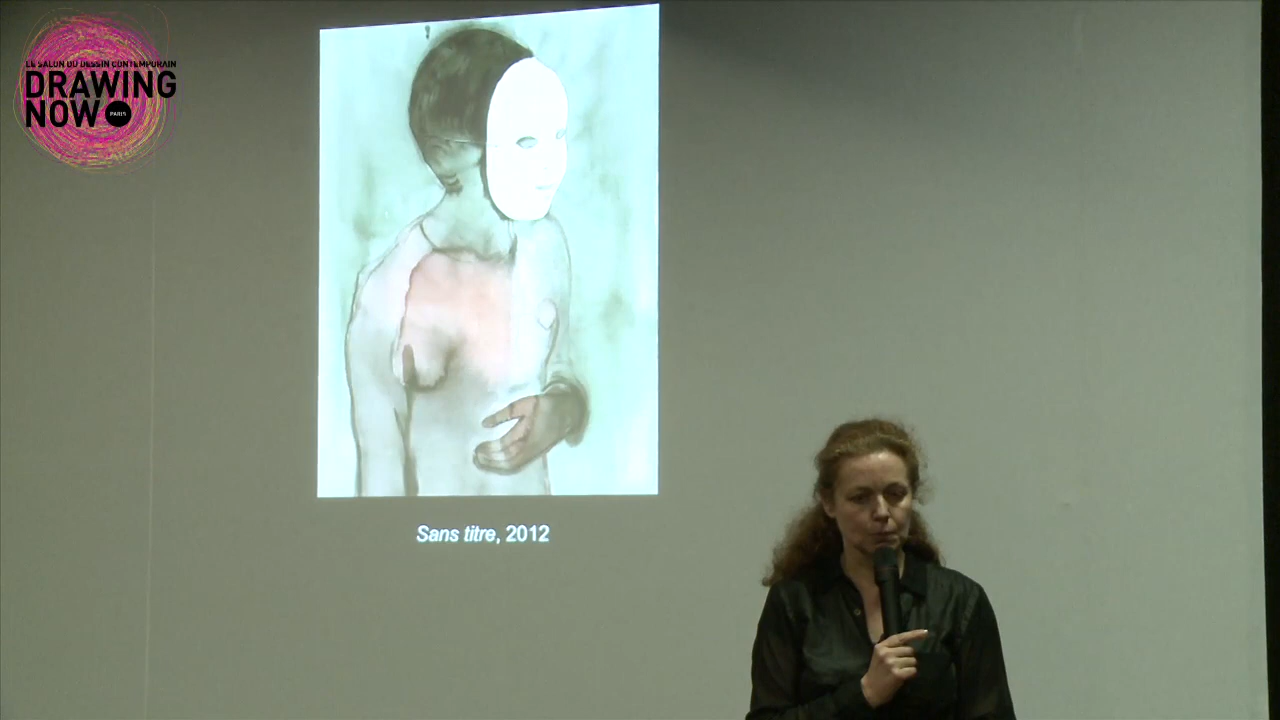 LE SALON DU DESSIN CONTEMPORAIN
DRAWING
NOW PARIS
Sans titre, 2012